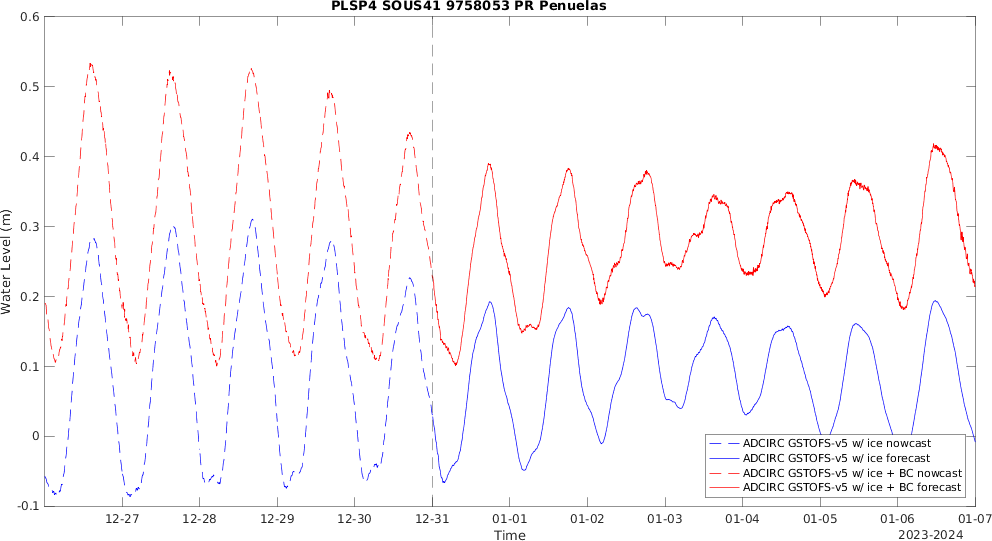 PLSP4 SOUS41 9758053 PR Penuelas
0.6
0.5
0.4
0.3
0.2
0.1
0
-0.1
Water Level (m)
12-27 12-28 12-29 12-30 12-31 01-01 01-02 01-03 01-04 01-05 01-06 01-07
Time
2023-2024
ADCIRC GSTOFS-v5 w/ ice nowcast
ADCIRC GSTOFS-v5 w/ ice forecast
ADCIRC GSTOFS-v5 w/ ice + BC nowcast
ADCIRC GSTOFS-v5 w/ ice + BC forecast